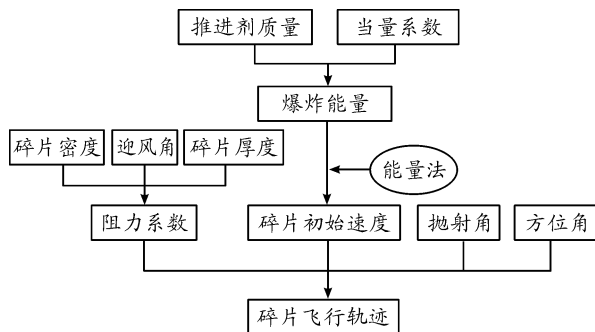 推进剂质量
当量系数
爆炸能量
碎片密度
迎风角
碎片厚度
能量法
阻力系数
碎片初始速度
抛射角
方位角
碎片飞行轨迹